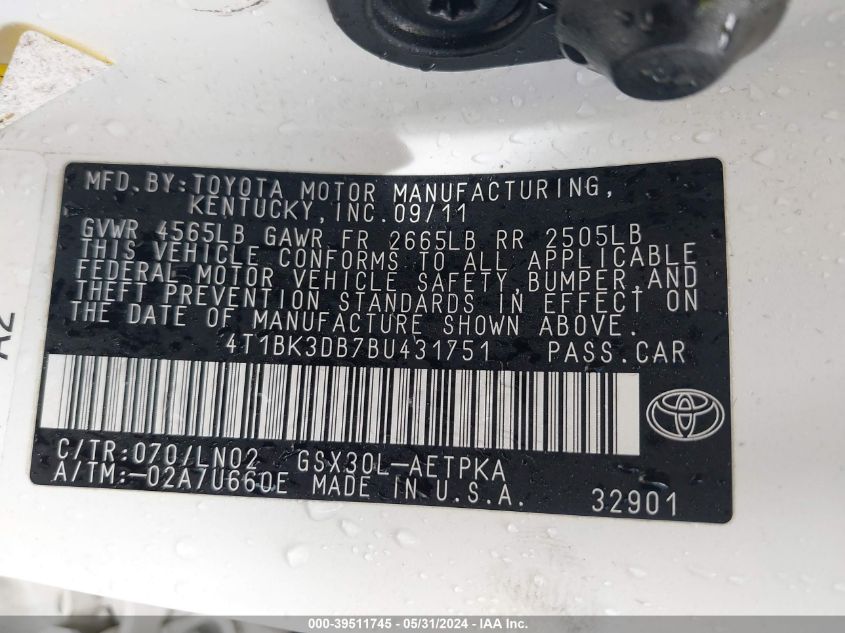 MFD. BY: TOYOTA MOTOR MANUFACTURING,
KENTUCKY, INC. 09/11
GVWR 4565LB GAWR FR 2665LB RR 2505LB
THIS VEHICLE CONFORMS TO ALL APPLICABLE
FEDERAL MOTOR VEHICLE SAFETY, BUMPER, AND
THEFT PREVENTION STANDARDS IN EFFECT ON
THE DATE OF MANUFACTURE SHOWN ABOVE.
4T1BK3DB7BU431751 PASS. CAR
C/TR: 070/LN02 GSX30L-AETPKA
A/TM: -02A/U660E MADE IN U.S.A. 32901
A2
000-39511745 - 05/31/2024 - IAA Inc.